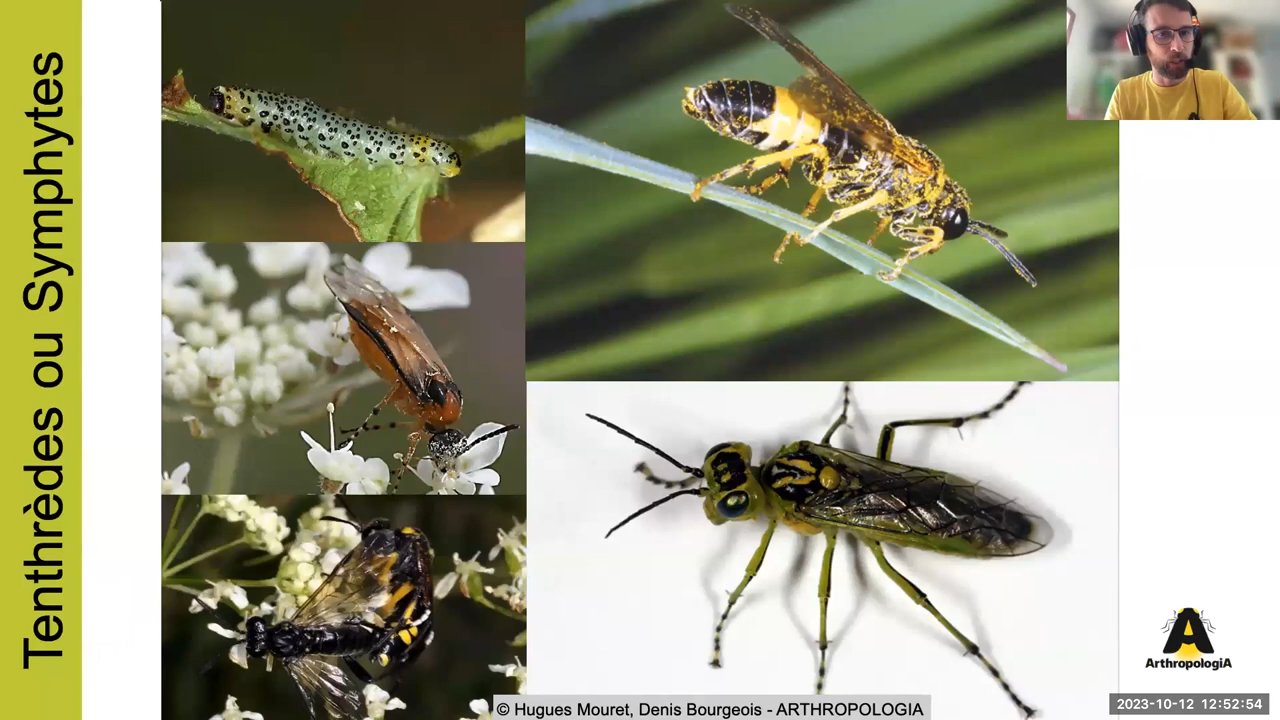 Tenthrèdes ou Symphytes
ArthropologiA
© Hugues Mouret, Denis Bourgeois - ARTHROPOLOGIA
2023-10-12 12:52:54